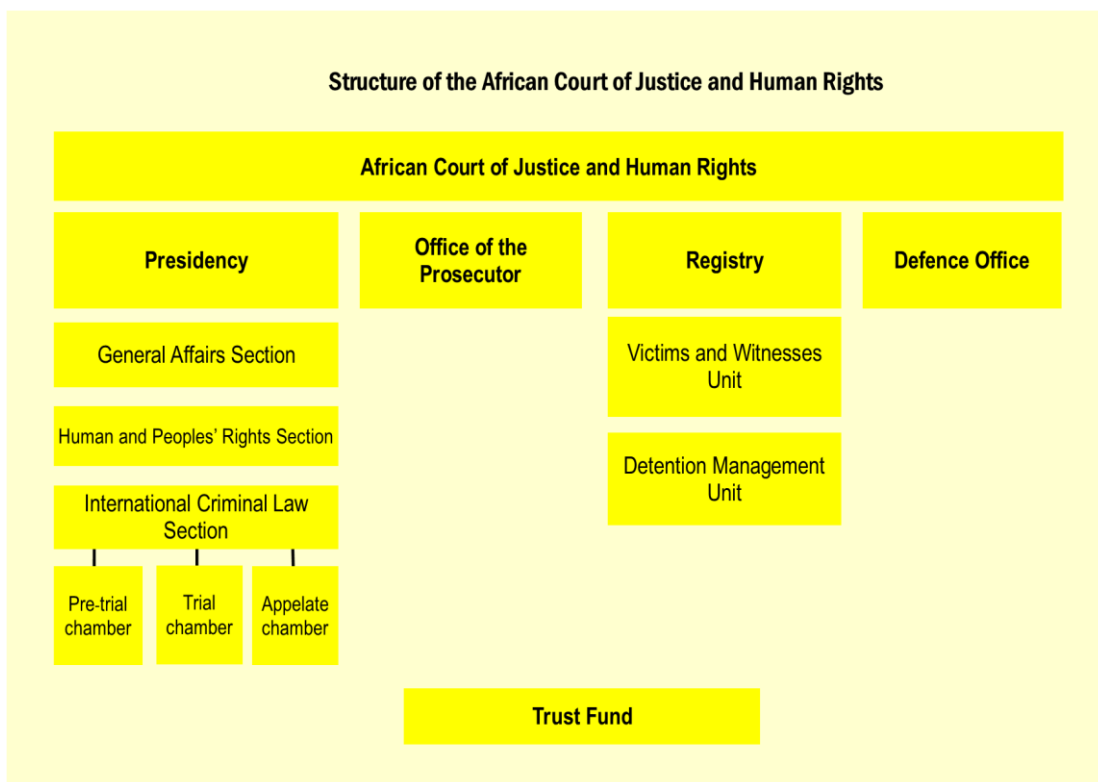 Structure of the African Court of Justice and Human Rights
African Court of Justice and Human Rights
Presidency
Office of the
Prosecutor
Registry
Defence Office
General Affairs Section
Human and Peoples’ Rights Section
International Criminal Law
Section
Pre-trial
chamber
Trial
chamber
Appelate
chamber
Victims and Witnesses
Unit
Detention Management
Unit
Trust Fund